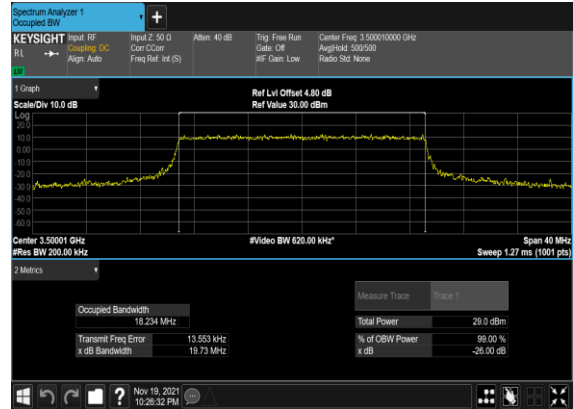 Spectrum Analyzer 1
Occupied BW
KEYSIGHT Input: RF Input Z: 50 Ω Atten: 40 dB Trig: Free Run Center Freq: 3.500010000 GHz
RL Coupling: DC Corr CCorr Gate: Off Avg|Hold: 500/500
Align: Auto Freq Ref: Int (S) #IF Gain: Low Radio Std: None
LNI
1 Graph Ref Lvl Offset 4.80 dB
Scale/Div 10.0 dB Ref Value 30.00 dBm
Log
20.0
10.0
0.00
-10.0
-20.0
-30.0
-40.0
-50.0
-60.0
Center 3.50001 GHz #Video BW 620.00 kHz* Span 40 MHz
#Res BW 200.00 kHz Sweep 1.27 ms (1001 pts)
2 Metrics
Measure Trace Trace 1
Occupied Bandwidth
18.234 MHz Total Power 29.0 dBm
Transmit Freq Error 13.553 kHz % of OBW Power 99.00 %
x dB Bandwidth 19.73 MHz x dB -26.00 dB
? Nov 19, 2021
10:26:32 PM